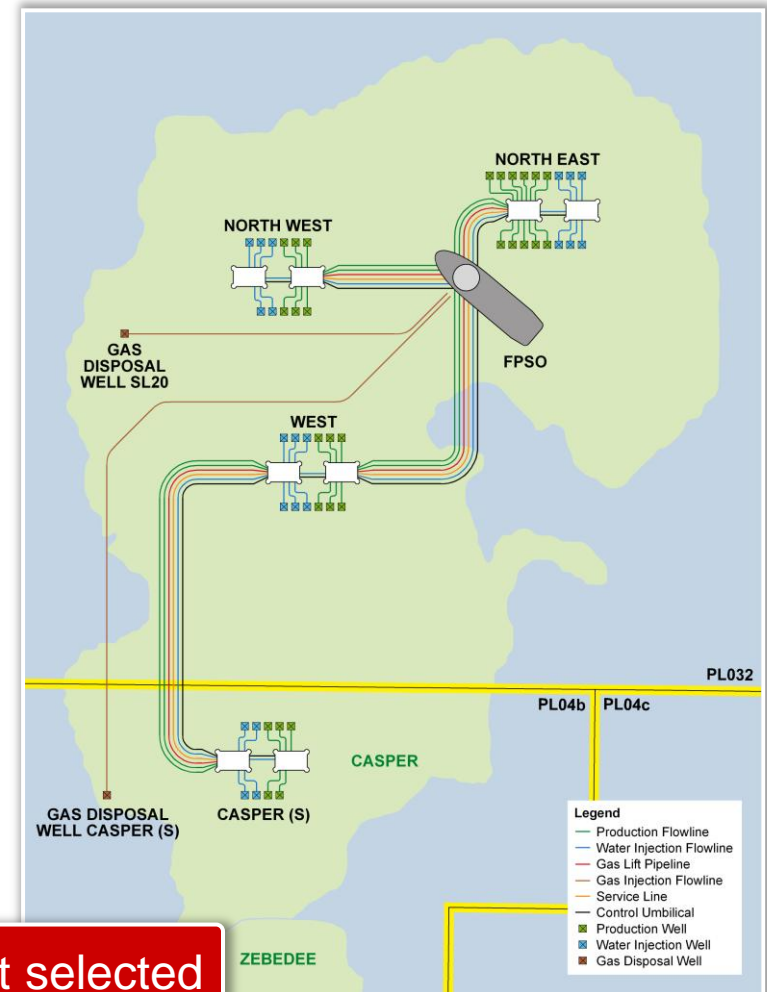 NORTH EAST
NORTH WEST
FPSO
GAS
DISPOSAL
WELL SL20
WEST
PL032
PL04b
PL04c
CASPER
GAS DISPOSAL
WELL CASPER (S)
CASPER (S)
Legend
Production Flowline
Water Injection Flowline
Gas Lift Pipeline
Gas Injection Flowline
Service Line
Control Umbilical
Production Well
Water Injection Well
Gas Disposal Well
selected
ZEBEDEE